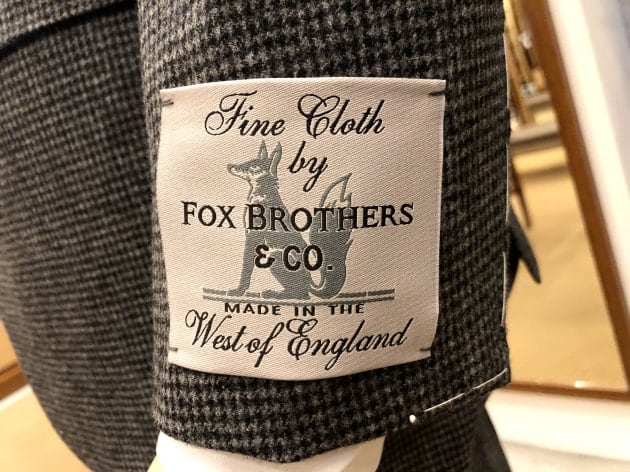 Fine Cloth
by
FOX BROTHERS
& CO.
MADE IN THE
West of England